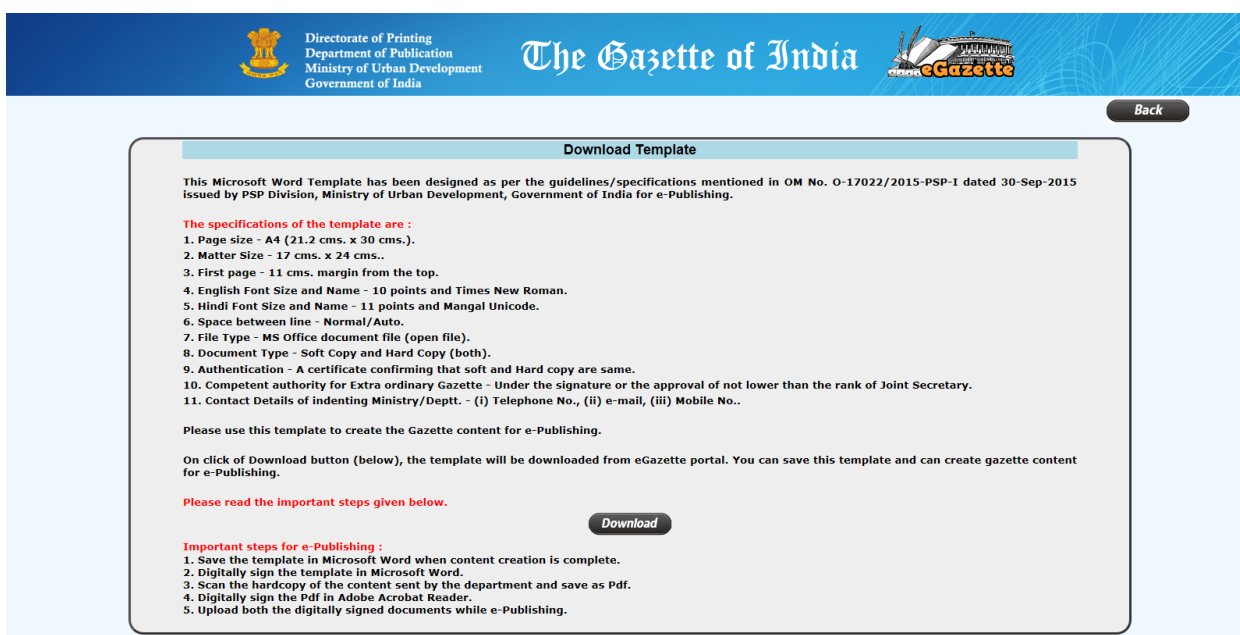 Directorate of Printing
Department of Publication
Ministry of Urban Development
Government of India
The Gazette of India
eGazette
Back
Download Template
This Microsoft Word Template has been designed as per the guidelines/specifications mentioned in OM No. O-17022/2015-PSP-I dated 30-Sep-2015
issued by PSP Division, Ministry of Urban Development, Government of India for e-Publishing.
The specifications of the template are :
1. Page size - A4 (21.2 cms. x 30 cms.).
2. Matter Size - 17 cms. x 24 cms..
3. First page - 11 cms. margin from the top.
4. English Font Size and Name - 10 points and Times New Roman.
5. Hindi Font Size and Name - 11 points and Mangal Unicode.
6. Space between line - Normal/Auto.
7. File Type - MS Office document file (open file).
8. Document Type - Soft Copy and Hard Copy (both).
9. Authentication - A certificate confirming that soft and Hard copy are same.
10. Competent authority for Extra ordinary Gazette - Under the signature or the approval of not lower than the rank of Joint Secretary.
11. Contact Details of indenting Ministry/Deptt. - (i) Telephone No., (ii) e-mail, (iii) Mobile No..
Please use this template to create the Gazette content for e-Publishing.
On click of Download button (below), the template will be downloaded from eGazette portal. You can save this template and can create gazette content
for e-Publishing.
Please read the important steps given below.
Download
Important steps for e-Publishing :
1. Save the template in Microsoft Word when content creation is complete.
2. Digitally sign the template in Microsoft Word.
3. Scan the hardcopy of the content sent by the department and save as Pdf.
4. Digitally sign the Pdf in Adobe Acrobat Reader.
5. Upload both the digitally signed documents while e-Publishing.